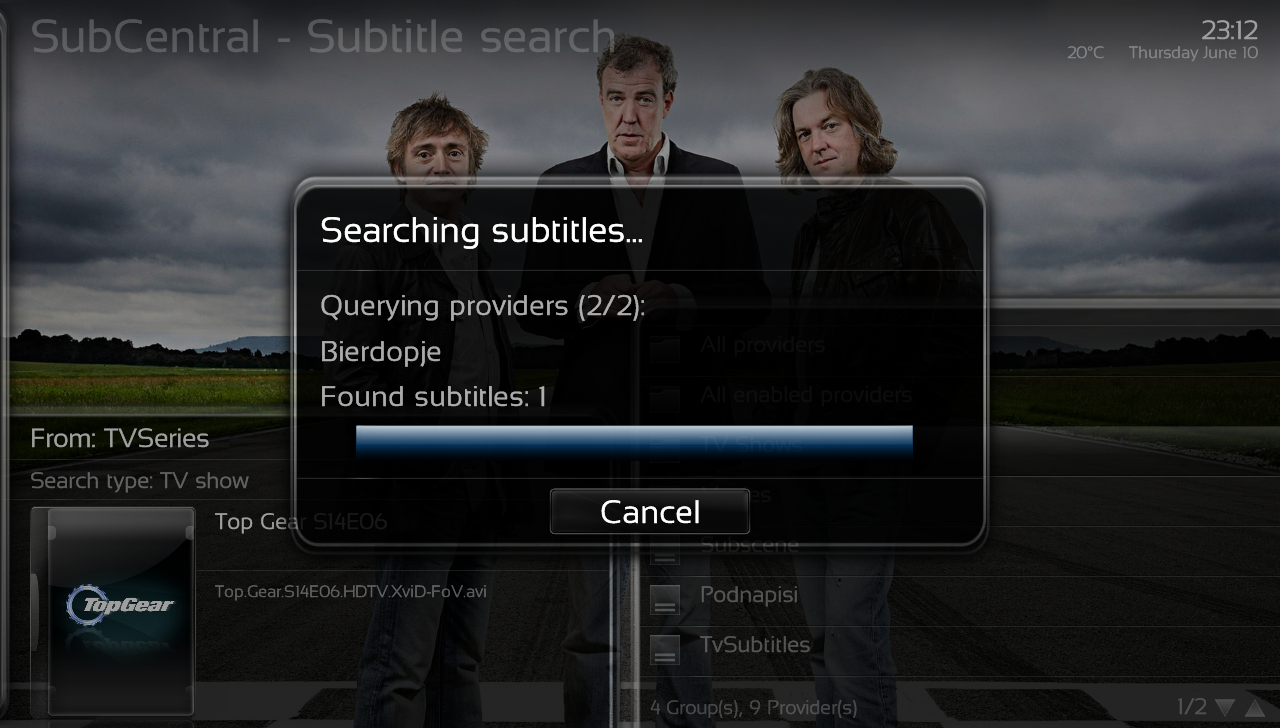 SubCentral - Subtitle search
23:12
20°C Thursday June 10
Searching subtitles...
Querying providers (2/2):
Bierdopje
Found subtitles: 1
Cancel
From: TVSeries
Search type: TV show
Top Gear S14E06
Top.Gear.S14E06.HDTV.XviD-FoV.avi
TopGear
All providers
All enabled providers
TV Shows
Subscene
Podnapisi
TvSubtitles
4 Group(s), 9 Provider(s)
1/2